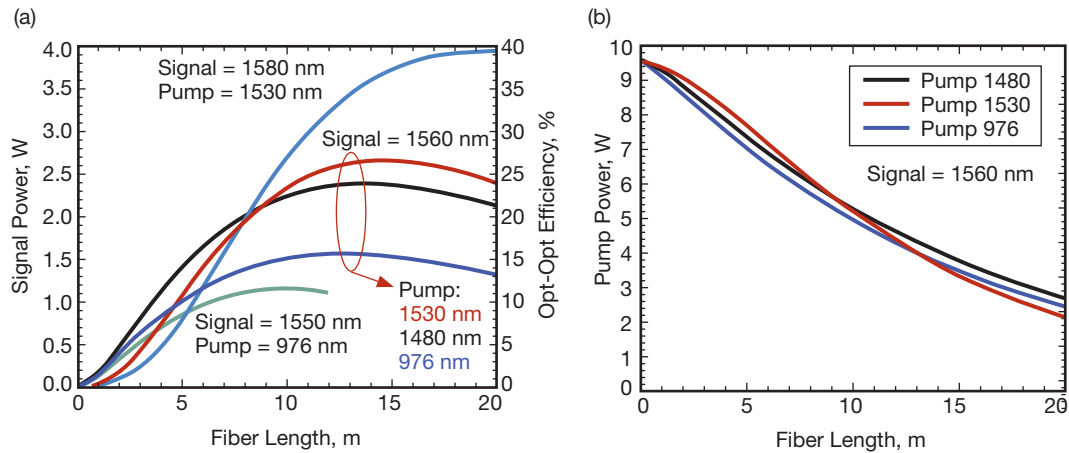 (a)
4.0
3.5
3.0
2.5
2.0
1.5
1.0
0.5
0.0
Signal Power, W
Signal = 1580 nm
Pump = 1530 nm
Signal = 1560 nm
Signal = 1550 nm
Pump = 976 nm
Pump:
1530 nm
1480 nm
976 nm
40
35
30
25
20
15
10
5
0
Opt-Opt Efficiency, %
0 5 10 15 20
Fiber Length, m
(b)
10
9
8
7
6
5
4
3
2
1
0
Pump Power, W
Pump 1480
Pump 1530
Pump 976
Signal = 1560 nm
0 5 10 15 20
Fiber Length, m